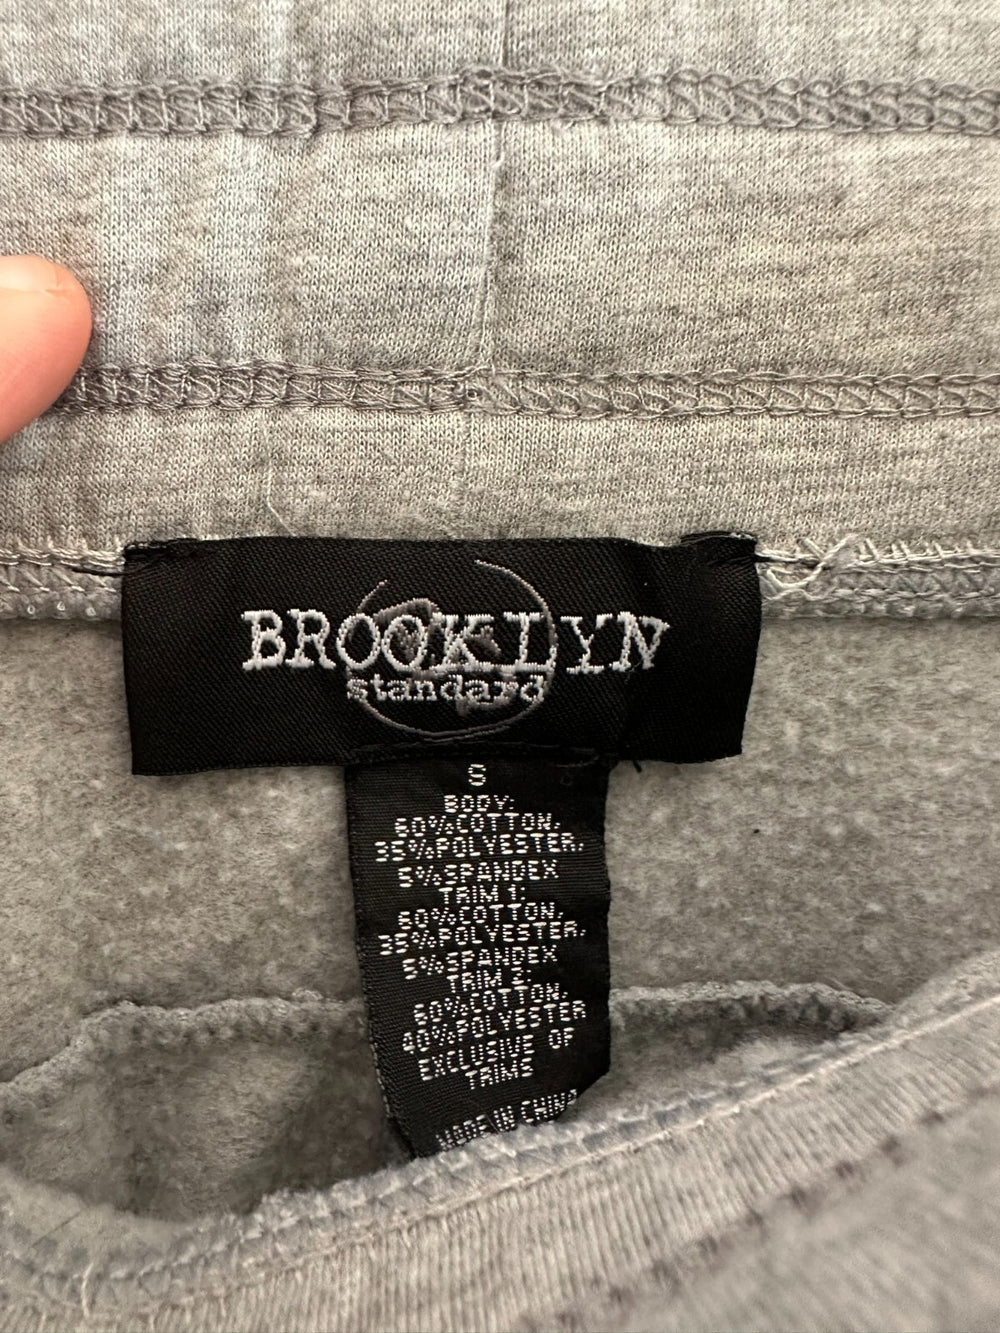 BROOKLYN
standard
S
BODY:
60%COTTON,
35%POLYESTER,
5%SPANDEX
TRIM 1:
60%COTTON,
35%POLYESTER,
5%SPANDEX
TRIM 2:
60%COTTON,
40%POLYESTER
EXCLUSIVE OF
TRIMS
MADE IN CHINA